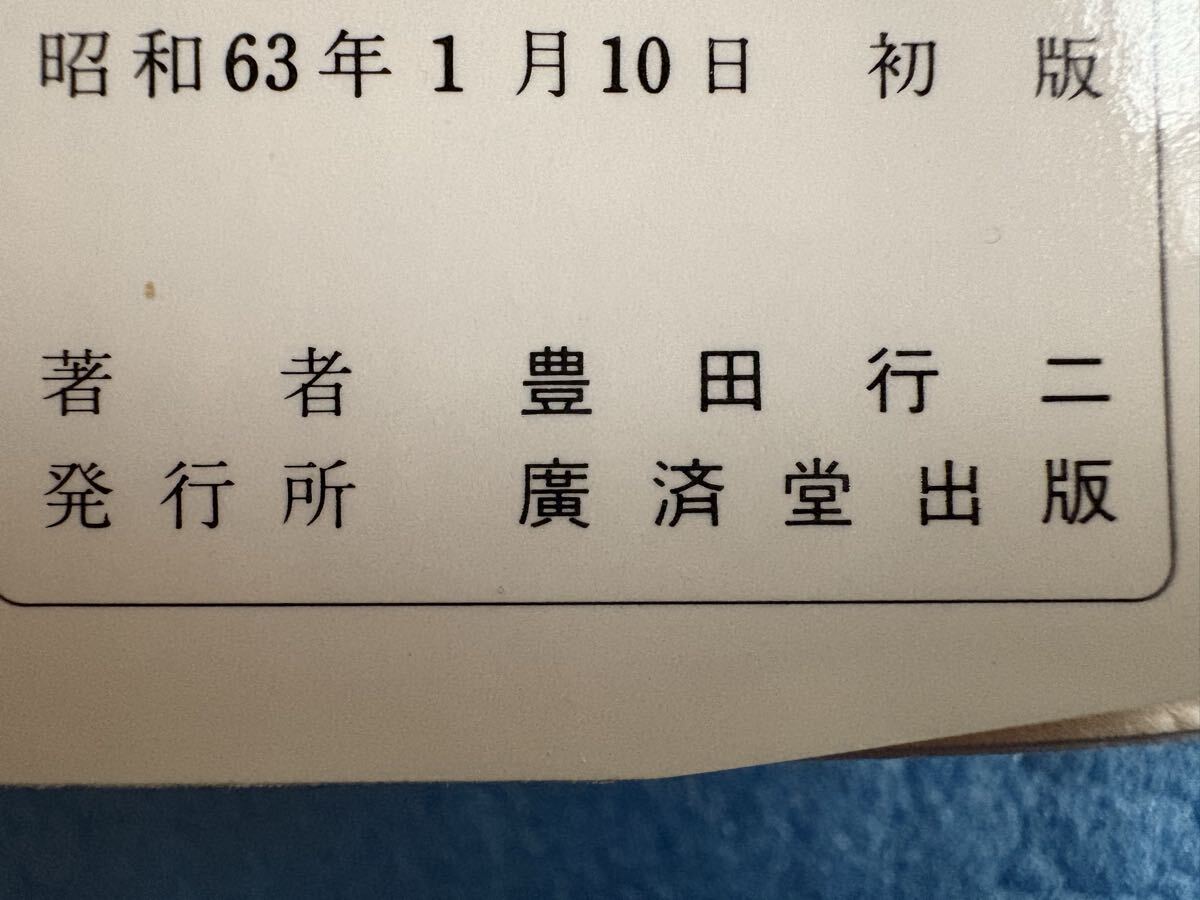 昭和63年1月10日 初版
著者 豊田行二
発行所 廣済堂出版